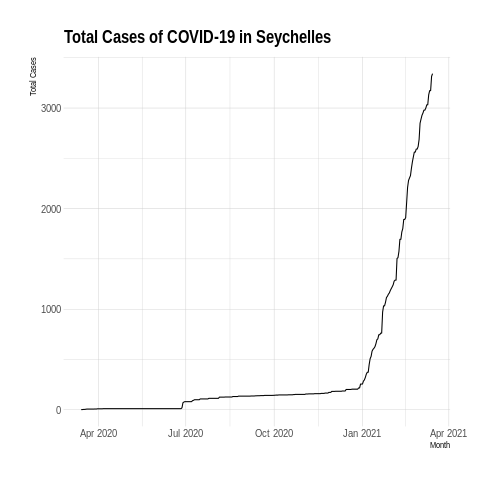 Total Cases of COVID-19 in Seychelles
Total Cases
3000
2000
1000
0
Apr 2020 Jul 2020 Oct 2020 Jan 2021 Apr 2021
Month